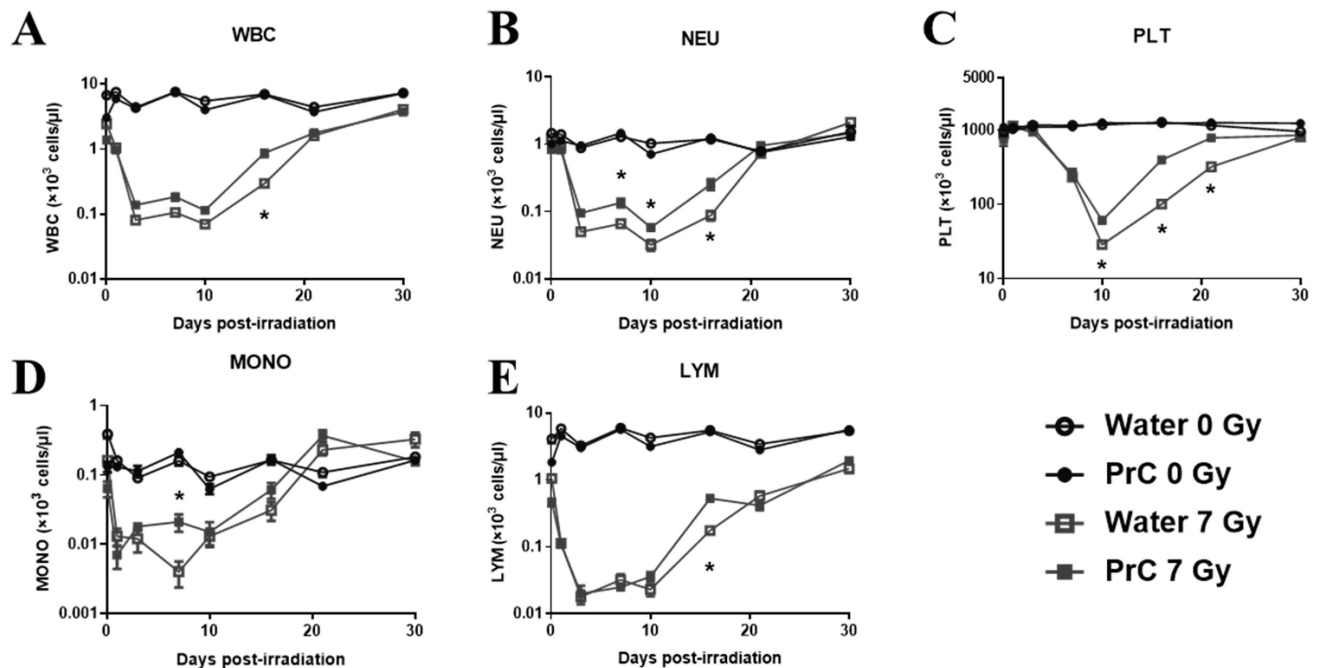 A
WBC
WBC (×10³ cells/µl)
10
1
0.1
0.01
0
10
20
30
*
Days post-irradiation
B
NEU
NEU (×10³ cells/µl)
10
1
0.1
0.01
0
10
20
30
*
*
*
Days post-irradiation
C
PLT
PLT (×10³ cells/µl)
5000
1000
100
10
0
10
20
30
*
*
*
Days post-irradiation
D
MONO
MONO (×10³ cells/µl)
1
0.1
0.01
0.001
0
10
20
30
*
Days post-irradiation
E
LYM
LYM (×10³ cells/µl)
10
1
0.1
0.01
0
10
20
30
*
Days post-irradiation
Water 0 Gy
PrC 0 Gy
Water 7 Gy
PrC 7 Gy